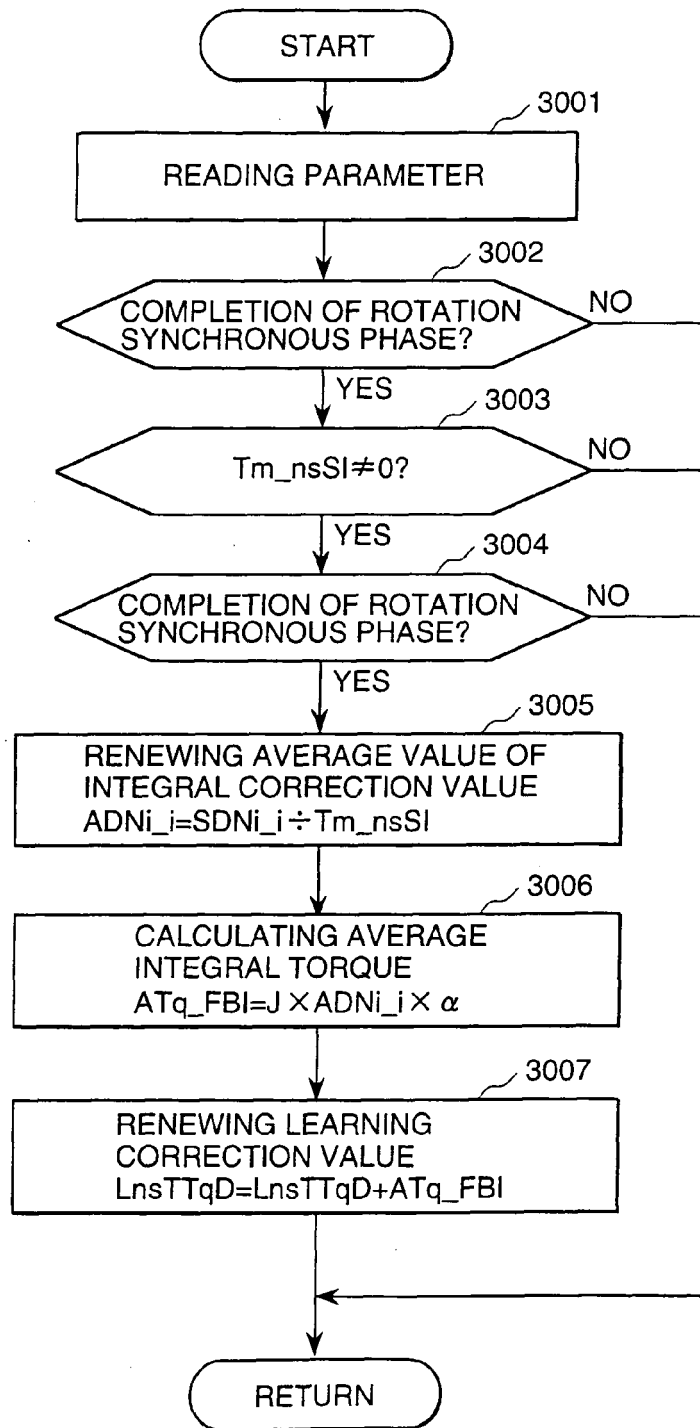 START
3001
READING PARAMETER
3002
COMPLETION OF ROTATION
SYNCHRONOUS PHASE?
NO
YES
3003
Tm_nsSI≠0?
NO
YES
3004
COMPLETION OF ROTATION
SYNCHRONOUS PHASE?
NO
YES
3005
RENEWING AVERAGE VALUE OF
INTEGRAL CORRECTION VALUE
ADNi_i=SDNi_i÷Tm_nsSI
3006
CALCULATING AVERAGE
INTEGRAL TORQUE
ATq_FBI=J×ADNi_i×α
3007
RENEWING LEARNING
CORRECTION VALUE
LnsTTqD=LnsTTqD+ATq_FBI
RETURN